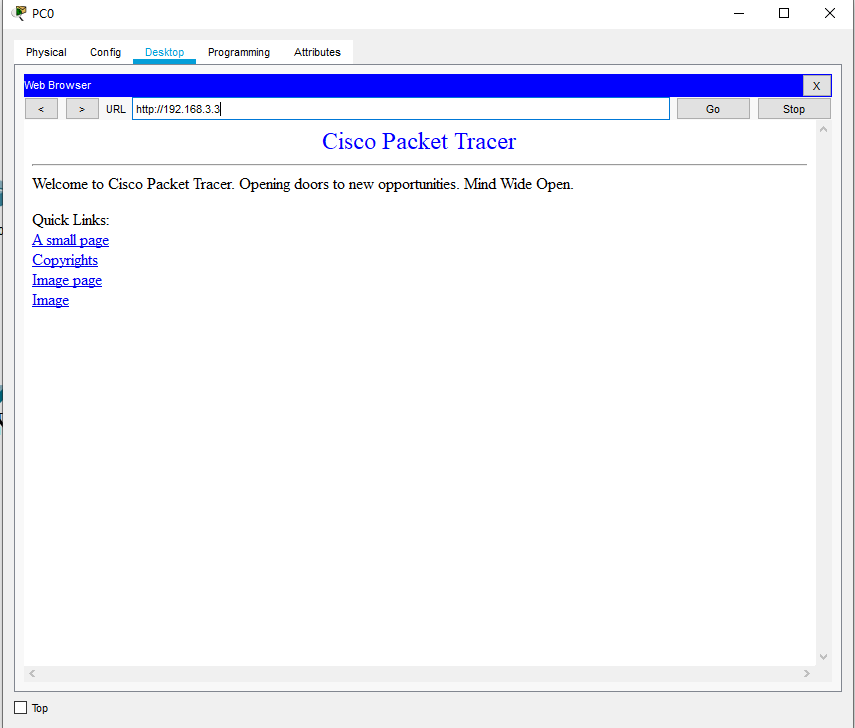 PC0
Physical Config Desktop Programming Attributes
Web Browser X
< > URL http://192.168.3.3 Go Stop
Cisco Packet Tracer
Welcome to Cisco Packet Tracer. Opening doors to new opportunities. Mind Wide Open.
Quick Links:
A small page
Copyrights
Image page
Image
Top